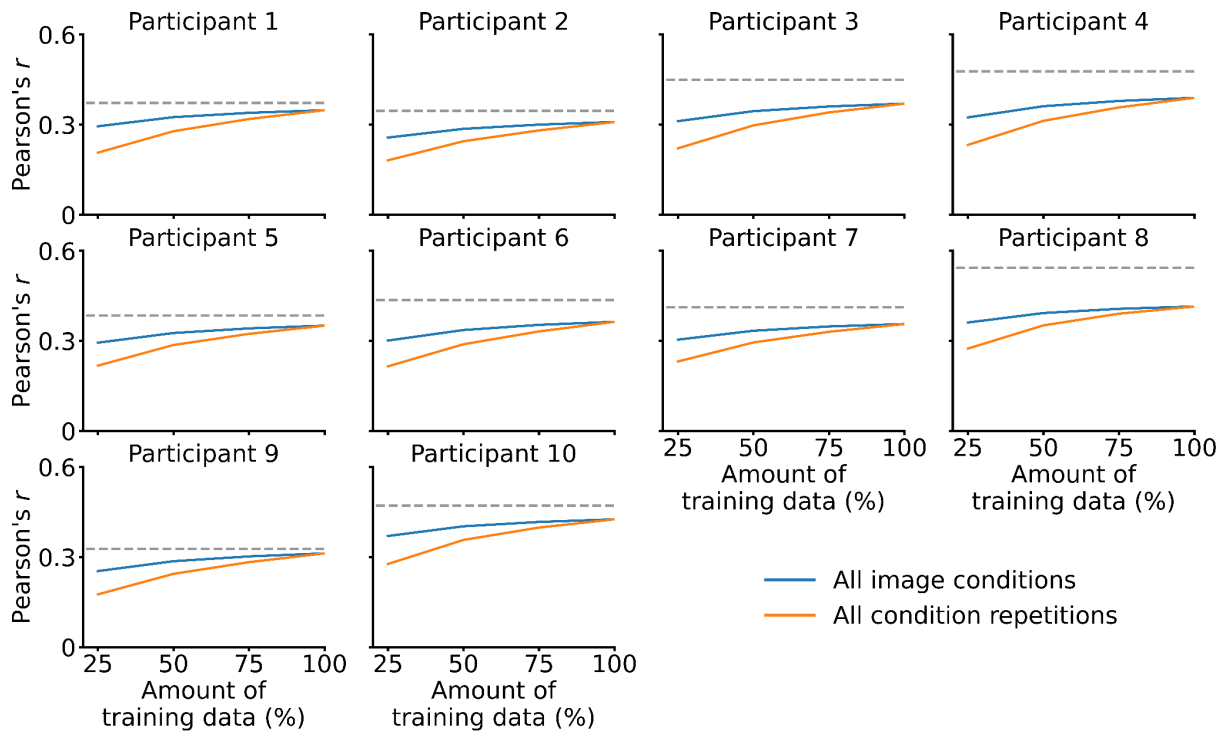 Participant 1
Participant 2
Participant 3
Participant 4
0.6
0.3
0
Pearson's r
Participant 5
Participant 6
Participant 7
Participant 8
0.6
0.3
0
Pearson's r
25 50 75 100
Amount of
training data (%)
25 50 75 100
Amount of
training data (%)
Participant 9
Participant 10
0.6
0.3
0
Pearson's r
25 50 75 100
Amount of
training data (%)
25 50 75 100
Amount of
training data (%)
All image conditions
All condition repetitions